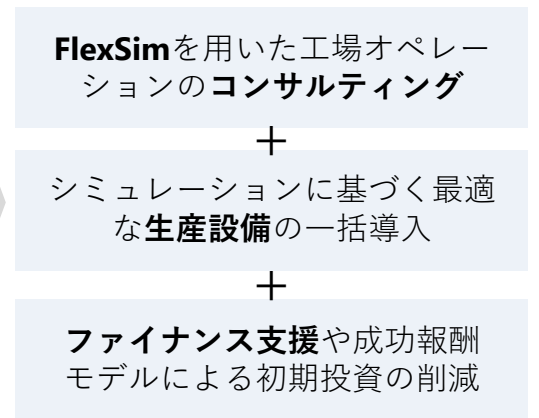 FlexSimを用いた工場オペレー
ションのコンサルティング
+
シミュレーションに基づく最適
な生産設備の一括導入
+
ファイナンス支援や成功報酬
モデルによる初期投資の削減